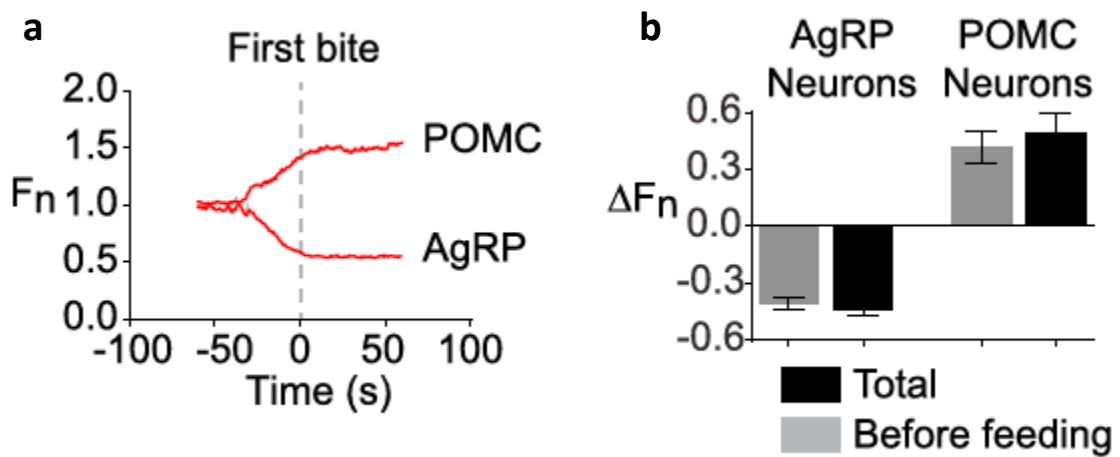 a
First bite
2.0
1.5
1.0
0.5
0.0
Fn
POMC
AgRP
-100 -50 0 50 100
Time (s)
b
AgRP POMC
Neurons Neurons
0.6
0.3
0.0
-0.3
-0.6
ΔFn
Total
Before feeding